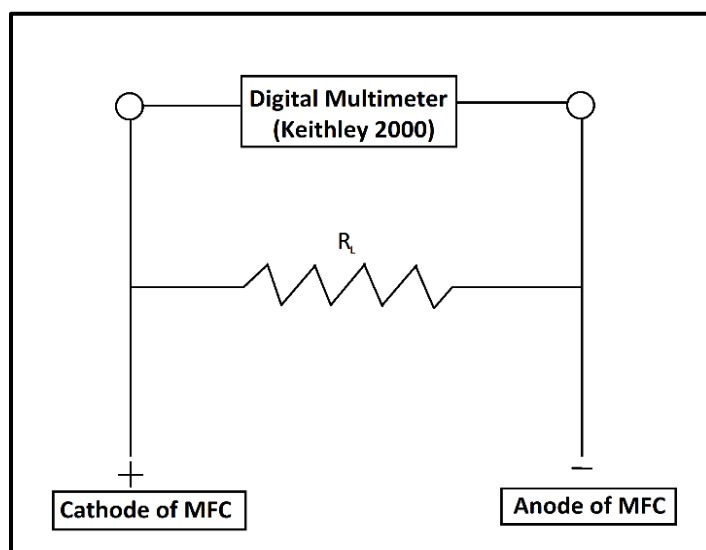 Digital Multimeter
(Keithley 2000)
R_L
+
−
Cathode of MFC
Anode of MFC